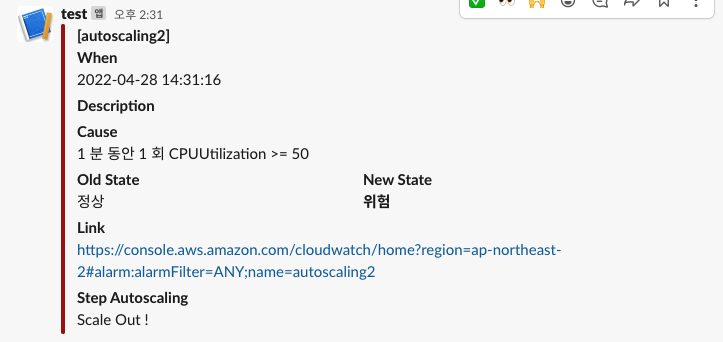 test 앱 오후 2:31
[autoscaling2]
When
2022-04-28 14:31:16
Description
Cause
1 분 동안 1 회 CPUUtilization >= 50
Old State New State
정상 위험
Link
https://console.aws.amazon.com/cloudwatch/home?region=ap-northeast-
2#alarm:alarmFilter=ANY;name=autoscaling2
Step Autoscaling
Scale Out !